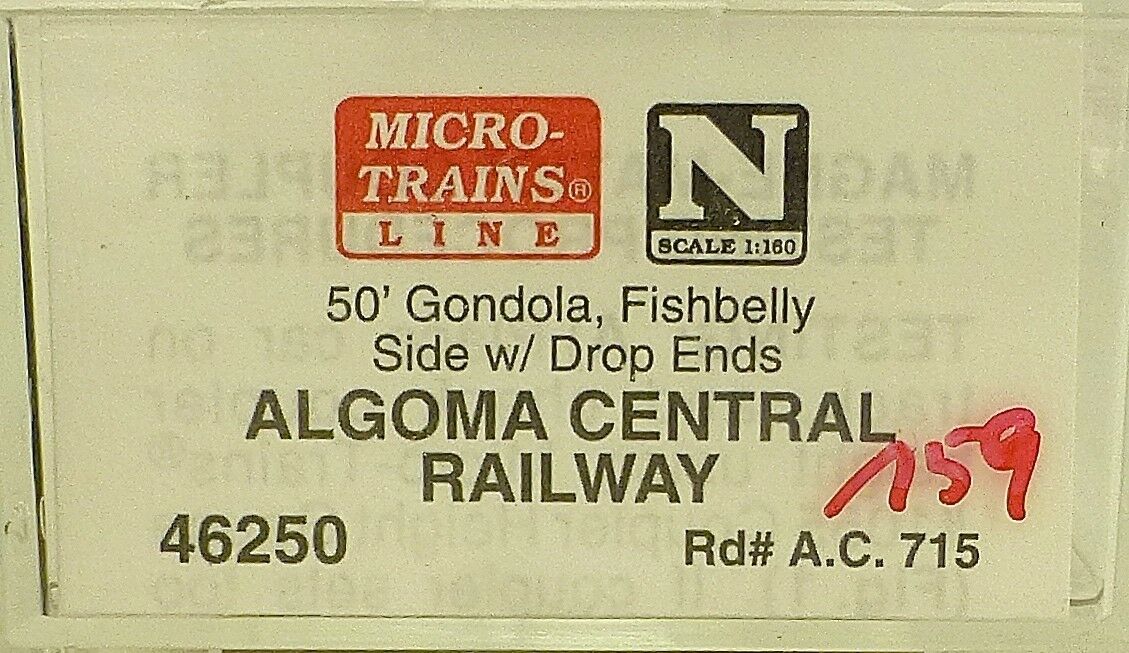 MICRO-
TRAINS®
LINE
N
SCALE 1:160
50' Gondola, Fishbelly
Side w/ Drop Ends
ALGOMA CENTRAL
RAILWAY
159
46250
Rd# A.C. 715